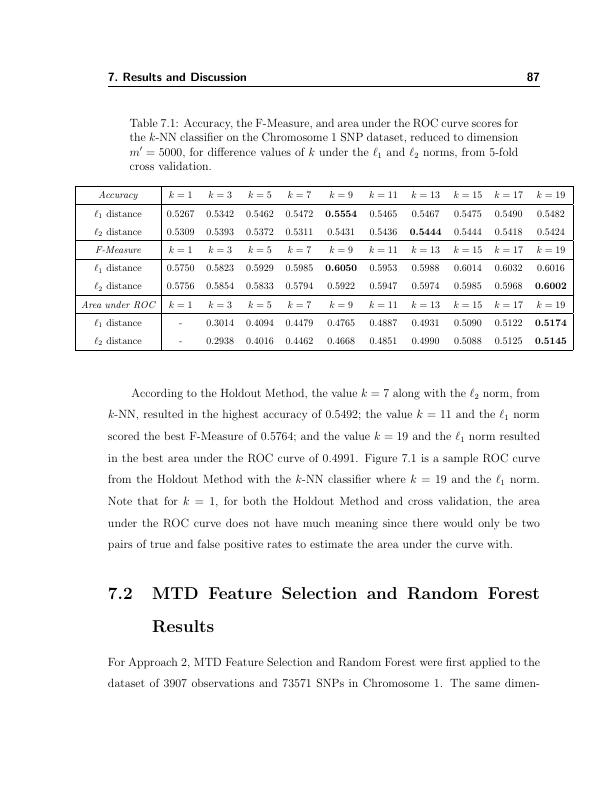 7. Results and Discussion 87
Table 7.1: Accuracy, the F-Measure, and area under the ROC curve scores for
the k-NN classifier on the Chromosome 1 SNP dataset, reduced to dimension
m′ = 5000, for difference values of k under the ℓ1 and ℓ2 norms, from 5-fold
cross validation.
Accuracy k = 1 k = 3 k = 5 k = 7 k = 9 k = 11 k = 13 k = 15 k = 17 k = 19
ℓ1 distance 0.5267 0.5342 0.5462 0.5472 0.5554 0.5465 0.5467 0.5475 0.5490 0.5482
ℓ2 distance 0.5309 0.5393 0.5372 0.5311 0.5431 0.5436 0.5444 0.5444 0.5418 0.5424
F-Measure k = 1 k = 3 k = 5 k = 7 k = 9 k = 11 k = 13 k = 15 k = 17 k = 19
ℓ1 distance 0.5750 0.5823 0.5929 0.5985 0.6050 0.5953 0.5988 0.6014 0.6032 0.6016
ℓ2 distance 0.5756 0.5854 0.5833 0.5794 0.5922 0.5947 0.5974 0.5985 0.5968 0.6002
Area under ROC k = 1 k = 3 k = 5 k = 7 k = 9 k = 11 k = 13 k = 15 k = 17 k = 19
ℓ1 distance - 0.3014 0.4094 0.4479 0.4765 0.4887 0.4931 0.5090 0.5122 0.5174
ℓ2 distance - 0.2938 0.4016 0.4462 0.4668 0.4851 0.4990 0.5088 0.5125 0.5145
According to the Holdout Method, the value k = 7 along with the ℓ2 norm, from
k-NN, resulted in the highest accuracy of 0.5492; the value k = 11 and the ℓ1 norm
scored the best F-Measure of 0.5764; and the value k = 19 and the ℓ1 norm resulted
in the best area under the ROC curve of 0.4991. Figure 7.1 is a sample ROC curve
from the Holdout Method with the k-NN classifier where k = 19 and the ℓ1 norm.
Note that for k = 1, for both the Holdout Method and cross validation, the area
under the ROC curve does not have much meaning since there would only be two
pairs of true and false positive rates to estimate the area under the curve with.
7.2 MTD Feature Selection and Random Forest
Results
For Approach 2, MTD Feature Selection and Random Forest were first applied to the
dataset of 3907 observations and 73571 SNPs in Chromosome 1. The same dimen-